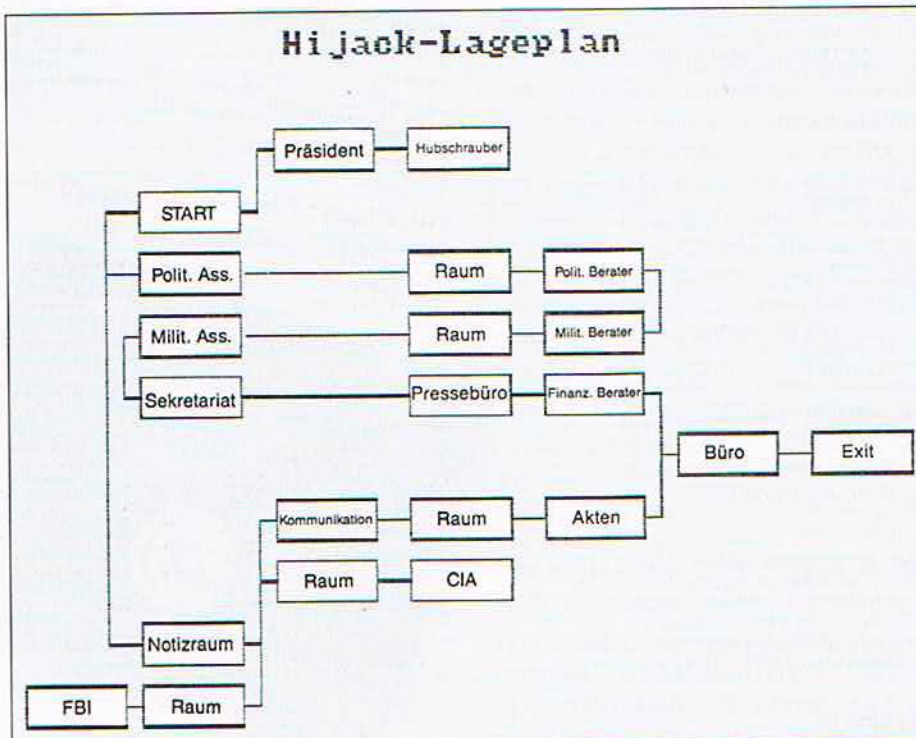 Hijack-Lageplan
Präsident
Hubschrauber
START
Polit. Ass.
Raum
Polit. Berater
Milit. Ass.
Raum
Milit. Berater
Sekretariat
Pressebüro
Finanz. Berater
Büro
Exit
Kommunikation
Raum
Akten
Raum
CIA
Notizraum
FBI
Raum